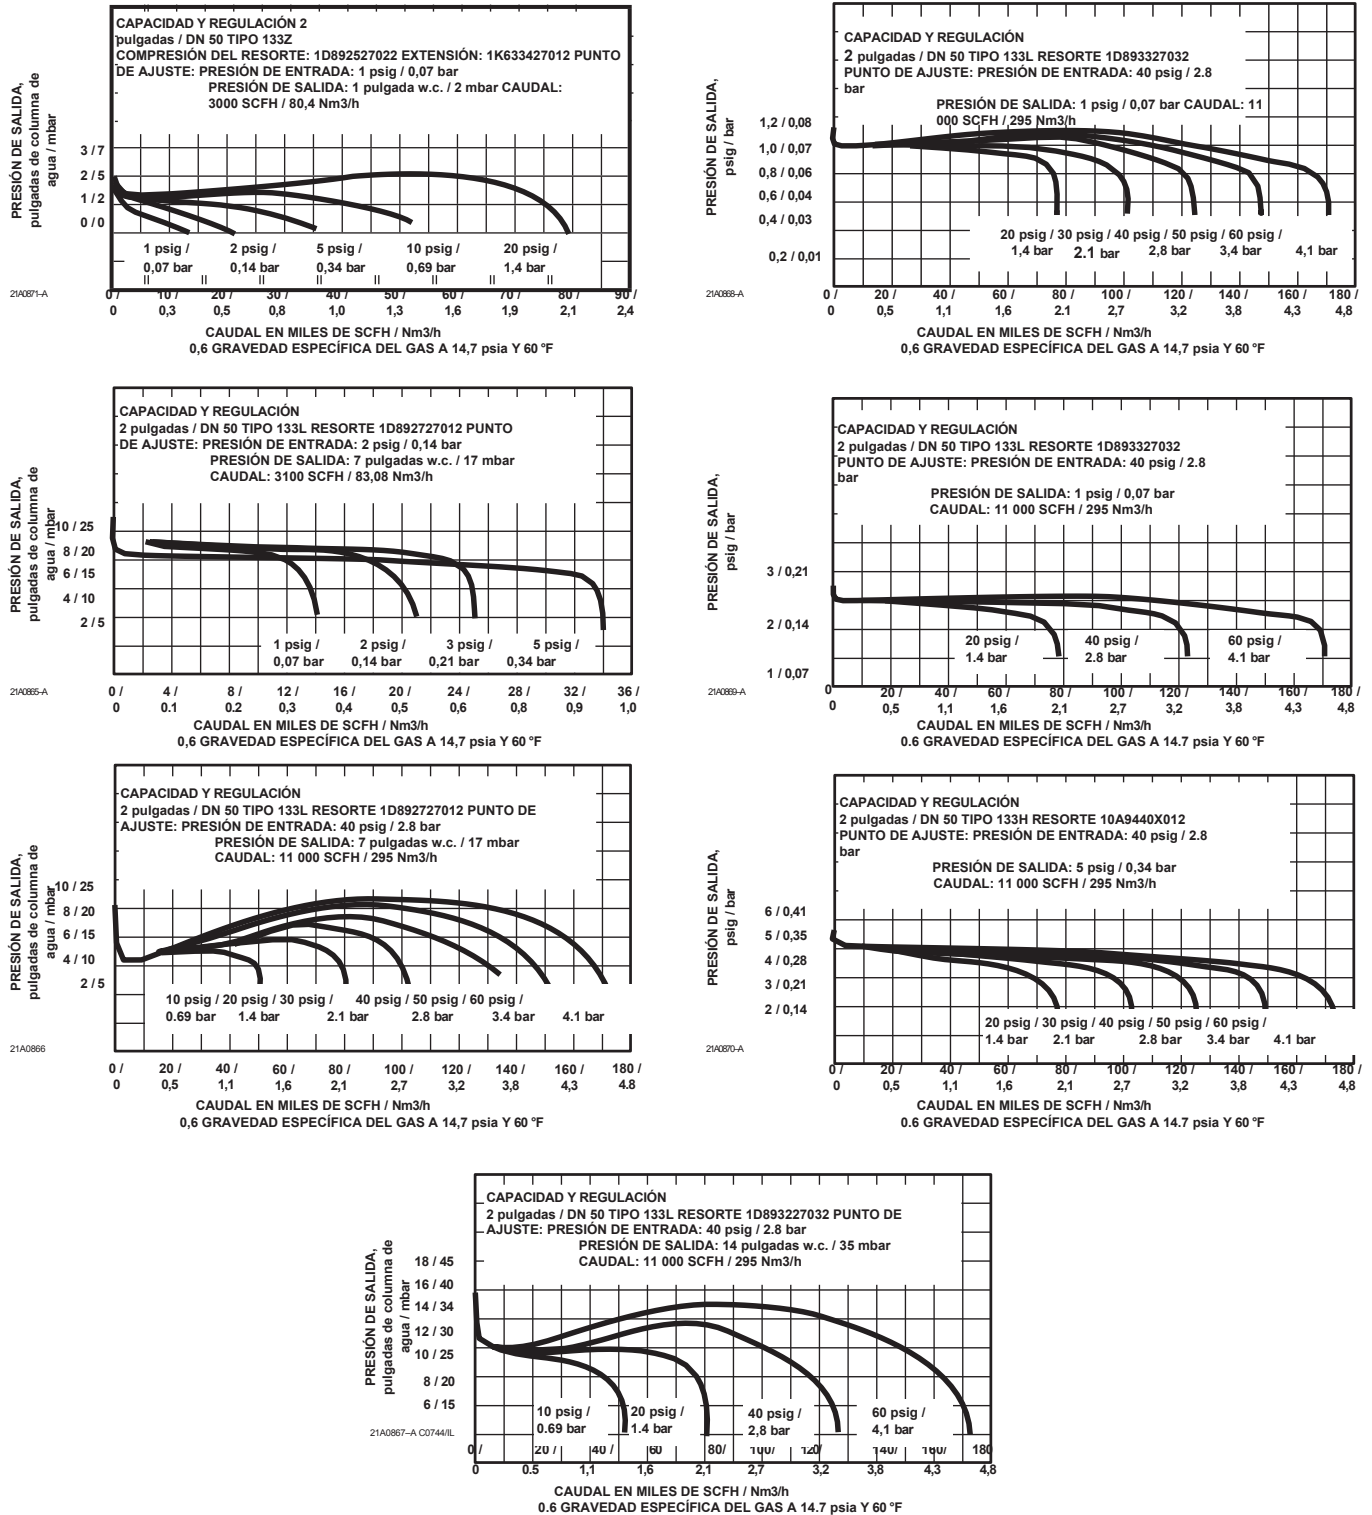 CAPACIDAD Y REGULACIÓN 2
pulgadas / DN 50 TIPO 133Z
COMPRESIÓN DEL RESORTE: 1D892527022 EXTENSIÓN: 1K633427012 PUNTO
DE AJUSTE: PRESIÓN DE ENTRADA: 1 psig / 0,07 bar
PRESIÓN DE SALIDA: 1 pulgada w.c. / 2 mbar CAUDAL:
3000 SCFH / 80,4 Nm3/h
PRESIÓN DE SALIDA,
pulgadas de columna de
agua / mbar
3 / 7
2 / 5
1 / 2
0 / 0
1 psig / 2 psig / 5 psig / 10 psig / 20 psig /
0,07 bar 0,14 bar 0,34 bar 0,69 bar 1,4 bar
21A0871–A
0 / 10 / 20 / 30 / 40 / 50 / 60 / 70 / 80 / 90 /
0 0,3 0,5 0,8 1,0 1,3 1,6 1,9 2,1 2,4
CAUDAL EN MILES DE SCFH / Nm3/h
0,6 GRAVEDAD ESPECÍFICA DEL GAS A 14,7 psia Y 60 °F
CAPACIDAD Y REGULACIÓN
2 pulgadas / DN 50 TIPO 133L RESORTE 1D893327032
PUNTO DE AJUSTE: PRESIÓN DE ENTRADA: 40 psig / 2.8
bar
PRESIÓN DE SALIDA: 1 psig / 0,07 bar CAUDAL: 11
000 SCFH / 295 Nm3/h
PRESIÓN DE SALIDA,
psig / bar
1,2 / 0,08
1,0 / 0,07
0,8 / 0,06
0,6 / 0,04
0,4 / 0,03
0,2 / 0,01
20 psig / 30 psig / 40 psig / 50 psig / 60 psig /
1,4 bar 2.1 bar 2,8 bar 3,4 bar 4,1 bar
21A0868–A
0 / 20 / 40 / 60 / 80 / 100 / 120 / 140 / 160 / 180 /
0 0,5 1,1 1,6 2.1 2,7 3,2 3,8 4,3 4,8
CAUDAL EN MILES DE SCFH / Nm3/h
0,6 GRAVEDAD ESPECÍFICA DEL GAS A 14,7 psia Y 60 °F
CAPACIDAD Y REGULACIÓN
2 pulgadas / DN 50 TIPO 133L RESORTE 1D892727012 PUNTO
DE AJUSTE: PRESIÓN DE ENTRADA: 2 psig / 0,14 bar
PRESIÓN DE SALIDA: 7 pulgadas w.c. / 17 mbar
CAUDAL: 3100 SCFH / 83,08 Nm3/h
PRESIÓN DE SALIDA,
pulgadas de columna de
agua / mbar
10 / 25
8 / 20
6 / 15
4 / 10
2 / 5
1 psig / 2 psig / 3 psig / 5 psig /
0,07 bar 0,14 bar 0,21 bar 0,34 bar
21A0865–A
0 / 4 / 8 / 12 / 16 / 20 / 24 / 28 / 32 / 36 /
0 0.1 0.2 0,3 0,4 0,5 0,6 0,8 0,9 1,0
CAUDAL EN MILES DE SCFH / Nm3/h
0,6 GRAVEDAD ESPECÍFICA DEL GAS A 14,7 psia Y 60 °F
CAPACIDAD Y REGULACIÓN
2 pulgadas / DN 50 TIPO 133L RESORTE 1D893327032
PUNTO DE AJUSTE: PRESIÓN DE ENTRADA: 40 psig / 2.8
bar
PRESIÓN DE SALIDA: 1 psig / 0,07 bar
CAUDAL: 11 000 SCFH / 295 Nm3/h
PRESIÓN DE SALIDA,
psig / bar
3 / 0,21
2 / 0,14
1 / 0,07
20 psig / 40 psig / 60 psig /
1.4 bar 2.8 bar 4.1 bar
21A0869–A
0 20 / 40 / 60 / 80 / 100 / 120 / 140 / 160 / 180 /
0,5 1,1 1,6 2,1 2,7 3,2 3,8 4,3 4,8
CAUDAL EN MILES DE SCFH / Nm3/h
0.6 GRAVEDAD ESPECÍFICA DEL GAS A 14.7 psia Y 60 °F
CAPACIDAD Y REGULACIÓN
2 pulgadas / DN 50 TIPO 133L RESORTE 1D892727012 PUNTO DE
AJUSTE: PRESIÓN DE ENTRADA: 40 psig / 2.8 bar
PRESIÓN DE SALIDA: 7 pulgadas w.c. / 17 mbar
CAUDAL: 11 000 SCFH / 295 Nm3/h
PRESIÓN DE SALIDA,
pulgadas de columna de
agua / mbar
10 / 25
8 / 20
6 / 15
4 / 10
2 / 5
10 psig / 20 psig / 30 psig / 40 psig / 50 psig / 60 psig /
0.69 bar 1.4 bar 2.1 bar 2.8 bar 3.4 bar 4.1 bar
21A0866
0 / 20 / 40 / 60 / 80 / 100 / 120 / 140 / 160 / 180 /
0 0,5 1,1 1,6 2,1 2,7 3,2 3,8 4,3 4.8
CAUDAL EN MILES DE SCFH / Nm3/h
0,6 GRAVEDAD ESPECÍFICA DEL GAS A 14,7 psia Y 60 °F
CAPACIDAD Y REGULACIÓN
2 pulgadas / DN 50 TIPO 133H RESORTE 10A9440X012
PUNTO DE AJUSTE: PRESIÓN DE ENTRADA: 40 psig / 2.8
bar
PRESIÓN DE SALIDA: 5 psig / 0,34 bar
CAUDAL: 11 000 SCFH / 295 Nm3/h
PRESIÓN DE SALIDA,
psig / bar
6 / 0,41
5 / 0,35
4 / 0,28
3 / 0,21
2 / 0,14
20 psig / 30 psig / 40 psig / 50 psig / 60 psig /
1.4 bar 2.1 bar 2.8 bar 3.4 bar 4.1 bar
21A0870–A
0 / 20 / 40 / 60 / 80 / 100 / 120 / 140 / 160 / 180 /
0 0,5 1,1 1,6 2,1 2,7 3,2 3,8 4,3 4.8
CAUDAL EN MILES DE SCFH / Nm3/h
0.6 GRAVEDAD ESPECÍFICA DEL GAS A 14.7 psia Y 60 °F
CAPACIDAD Y REGULACIÓN
2 pulgadas / DN 50 TIPO 133L RESORTE 1D893227032 PUNTO DE
AJUSTE: PRESIÓN DE ENTRADA: 40 psig / 2.8 bar
PRESIÓN DE SALIDA: 14 pulgadas w.c. / 35 mbar
CAUDAL: 11 000 SCFH / 295 Nm3/h
PRESIÓN DE SALIDA,
pulgadas de columna de
agua / mbar
18 / 45
16 / 40
14 / 34
12 / 30
10 / 25
8 / 20
6 / 15
10 psig / 20 psig / 40 psig / 60 psig /
0.69 bar 1.4 bar 2,8 bar 4,1 bar
21A0867–A C0744/IL
0 / 20 / 40 / 60 80/ 100/ 120/ 140/ 160/ 180
0 0.5 1,1 1,6 2,1 2,7 3,2 3,8 4,3 4,8
CAUDAL EN MILES DE SCFH / Nm3/h
0.6 GRAVEDAD ESPECÍFICA DEL GAS A 14.7 psia Y 60 °F